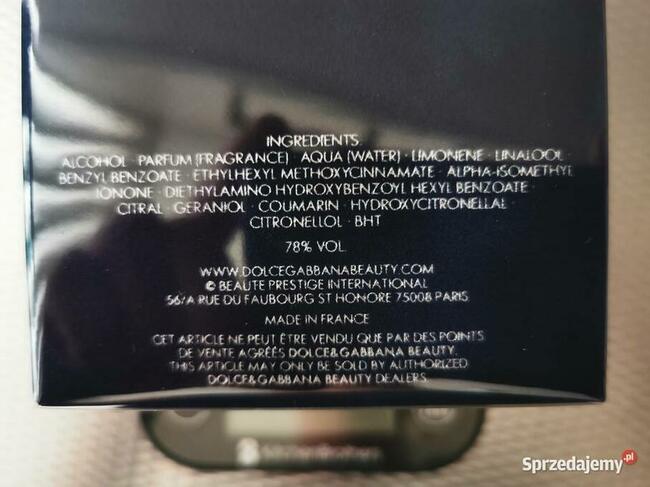 INGREDIENTS.
ALCOHOL · PARFUM (FRAGRANCE) · AQUA (WATER) · LIMONENE · LINALOOL ·
BENZYL BENZOATE · ETHYLHEXYL METHOXYCINNAMATE · ALPHA-ISOMETHYL
IONONE · DIETHYLAMINO HYDROXYBENZOYL HEXYL BENZOATE ·
CITRAL · GERANIOL · COUMARIN · HYDROXYCITRONELLAL ·
CITRONELLOL · BHT
78% VOL.
WWW.DOLCEGABBANABEAUTY.COM
© BEAUTE PRESTIGE INTERNATIONAL
56/A RUE DU FAUBOURG ST HONORE 75008 PARIS
MADE IN FRANCE
CET ARTICLE NE PEUT ÊTRE VENDU QUE PAR DES POINTS
DE VENTE AGRÉÉS DOLCE&GABBANA BEAUTY.
THIS ARTICLE MAY ONLY BE SOLD BY AUTHORIZED
DOLCE&GABBANA BEAUTY DEALERS.
Sprzedajemy.pl